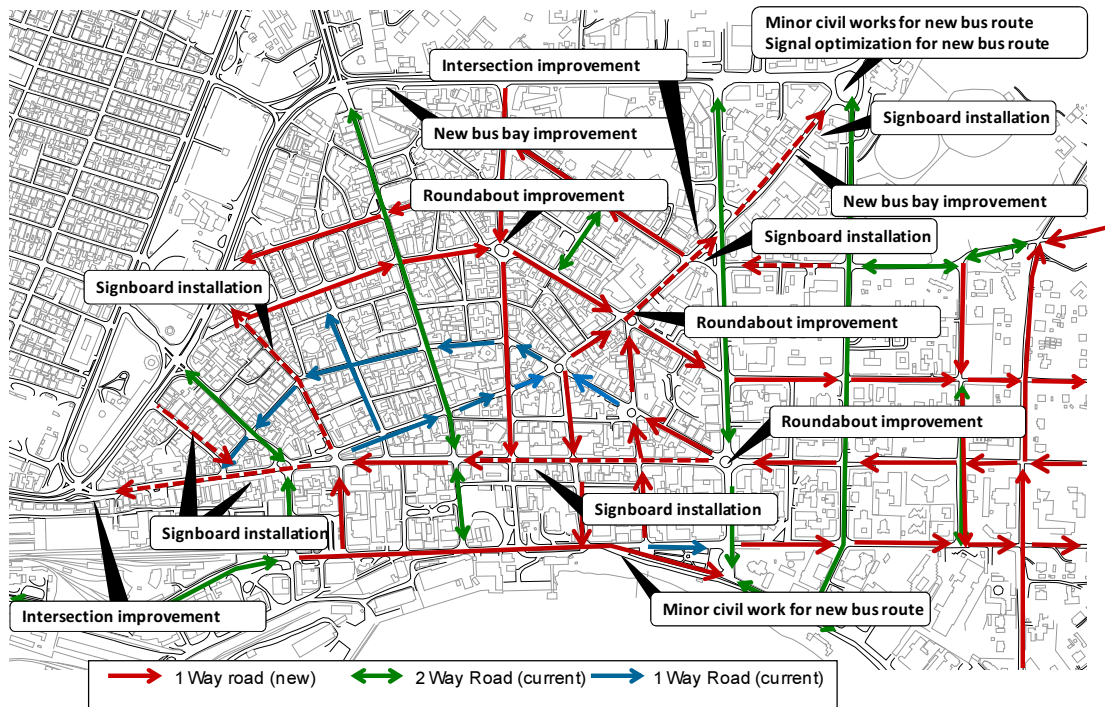 Minor civil works for new bus route
Signal optimization for new bus route
Intersection improvement
Signboard installation
New bus bay improvement
Roundabout improvement
New bus bay improvement
Signboard installation
Signboard installation
Roundabout improvement
Roundabout improvement
Signboard installation
Signboard installation
Minor civil work for new bus route
Intersection improvement
1 Way road (new)
2 Way Road (current)
1 Way Road (current)